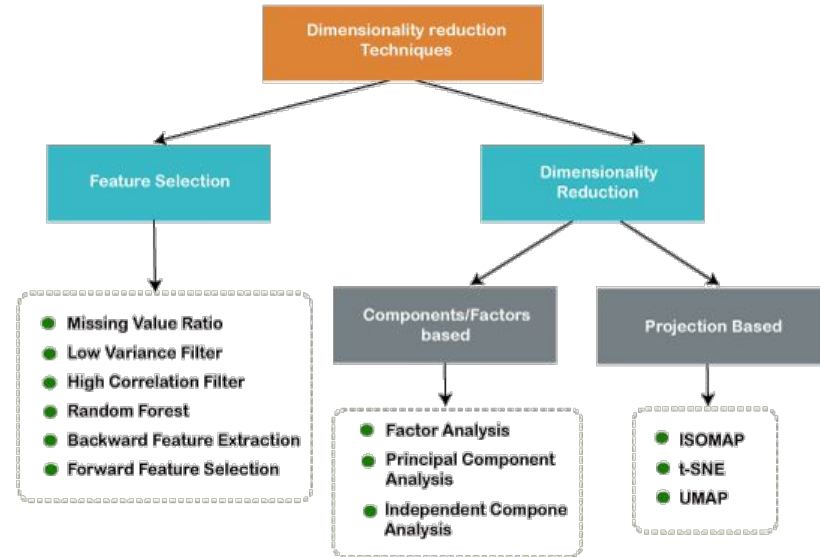 Dimensionality reduction
Techniques
Feature Selection
Dimensionality
Reduction
Missing Value Ratio
Low Variance Filter
High Correlation Filter
Random Forest
Backward Feature Extraction
Forward Feature Selection
Components/Factors
based
Projection Based
Factor Analysis
Principal Component
Analysis
Independent Compone
Analysis
ISOMAP
t-SNE
UMAP